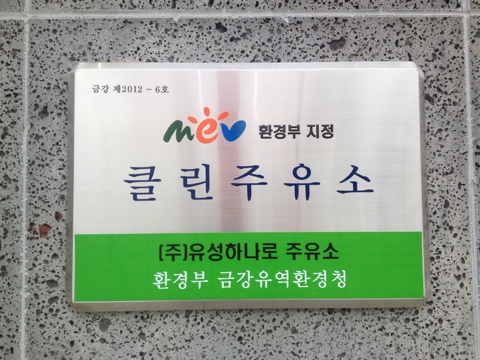 금강 제2012 - 6호
mev 환경부 지정
클린주유소
(주)유성하나로 주유소
환경부 금강유역환경청